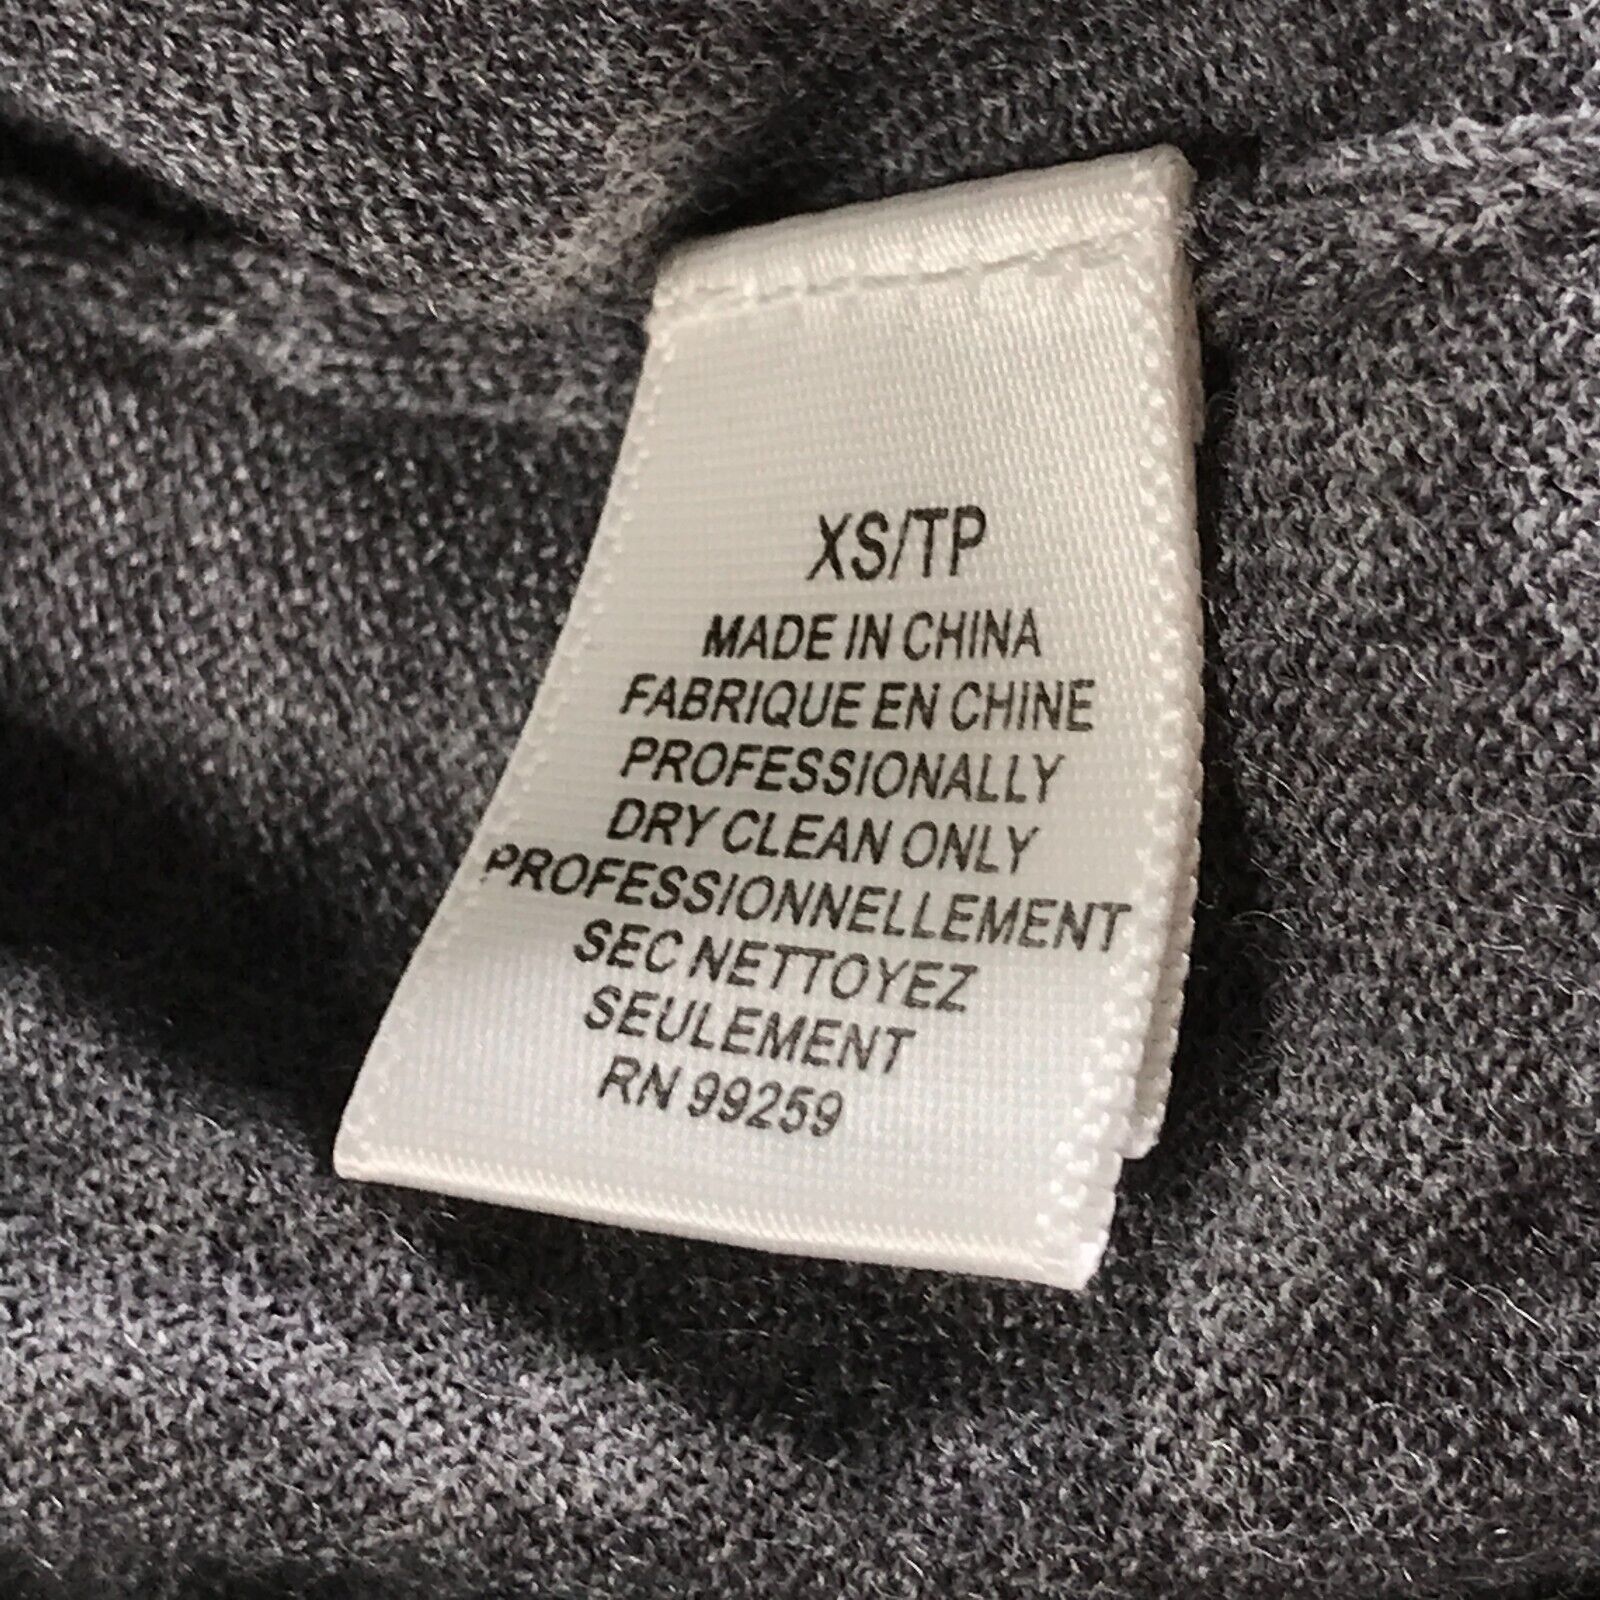 XS/TP
MADE IN CHINA
FABRIQUE EN CHINE
PROFESSIONALLY
DRY CLEAN ONLY
PROFESSIONNELLEMENT
SEC NETTOYEZ
SEULEMENT
RN 99259